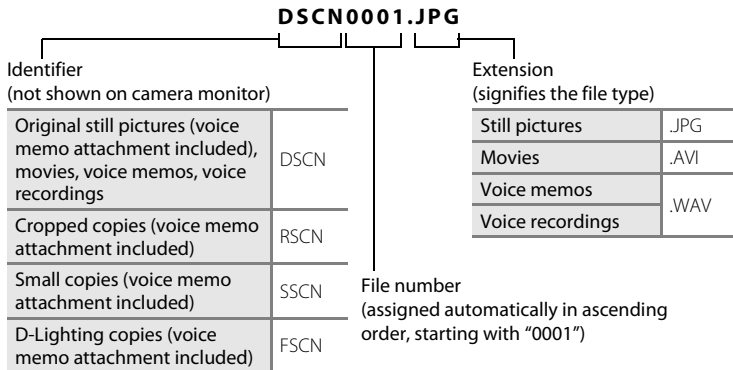 DSCN0001.JPG
Identifier
(not shown on camera monitor)
Original still pictures (voice
memo attachment included),
movies, voice memos, voice
recordings
DSCN
Cropped copies (voice memo
attachment included)
RSCN
Small copies (voice memo
attachment included)
SSCN
D-Lighting copies (voice
memo attachment included)
FSCN
File number
(assigned automatically in ascending
order, starting with “0001”)
Extension
(signifies the file type)
Still pictures
.JPG
Movies
.AVI
Voice memos
Voice recordings
.WAV